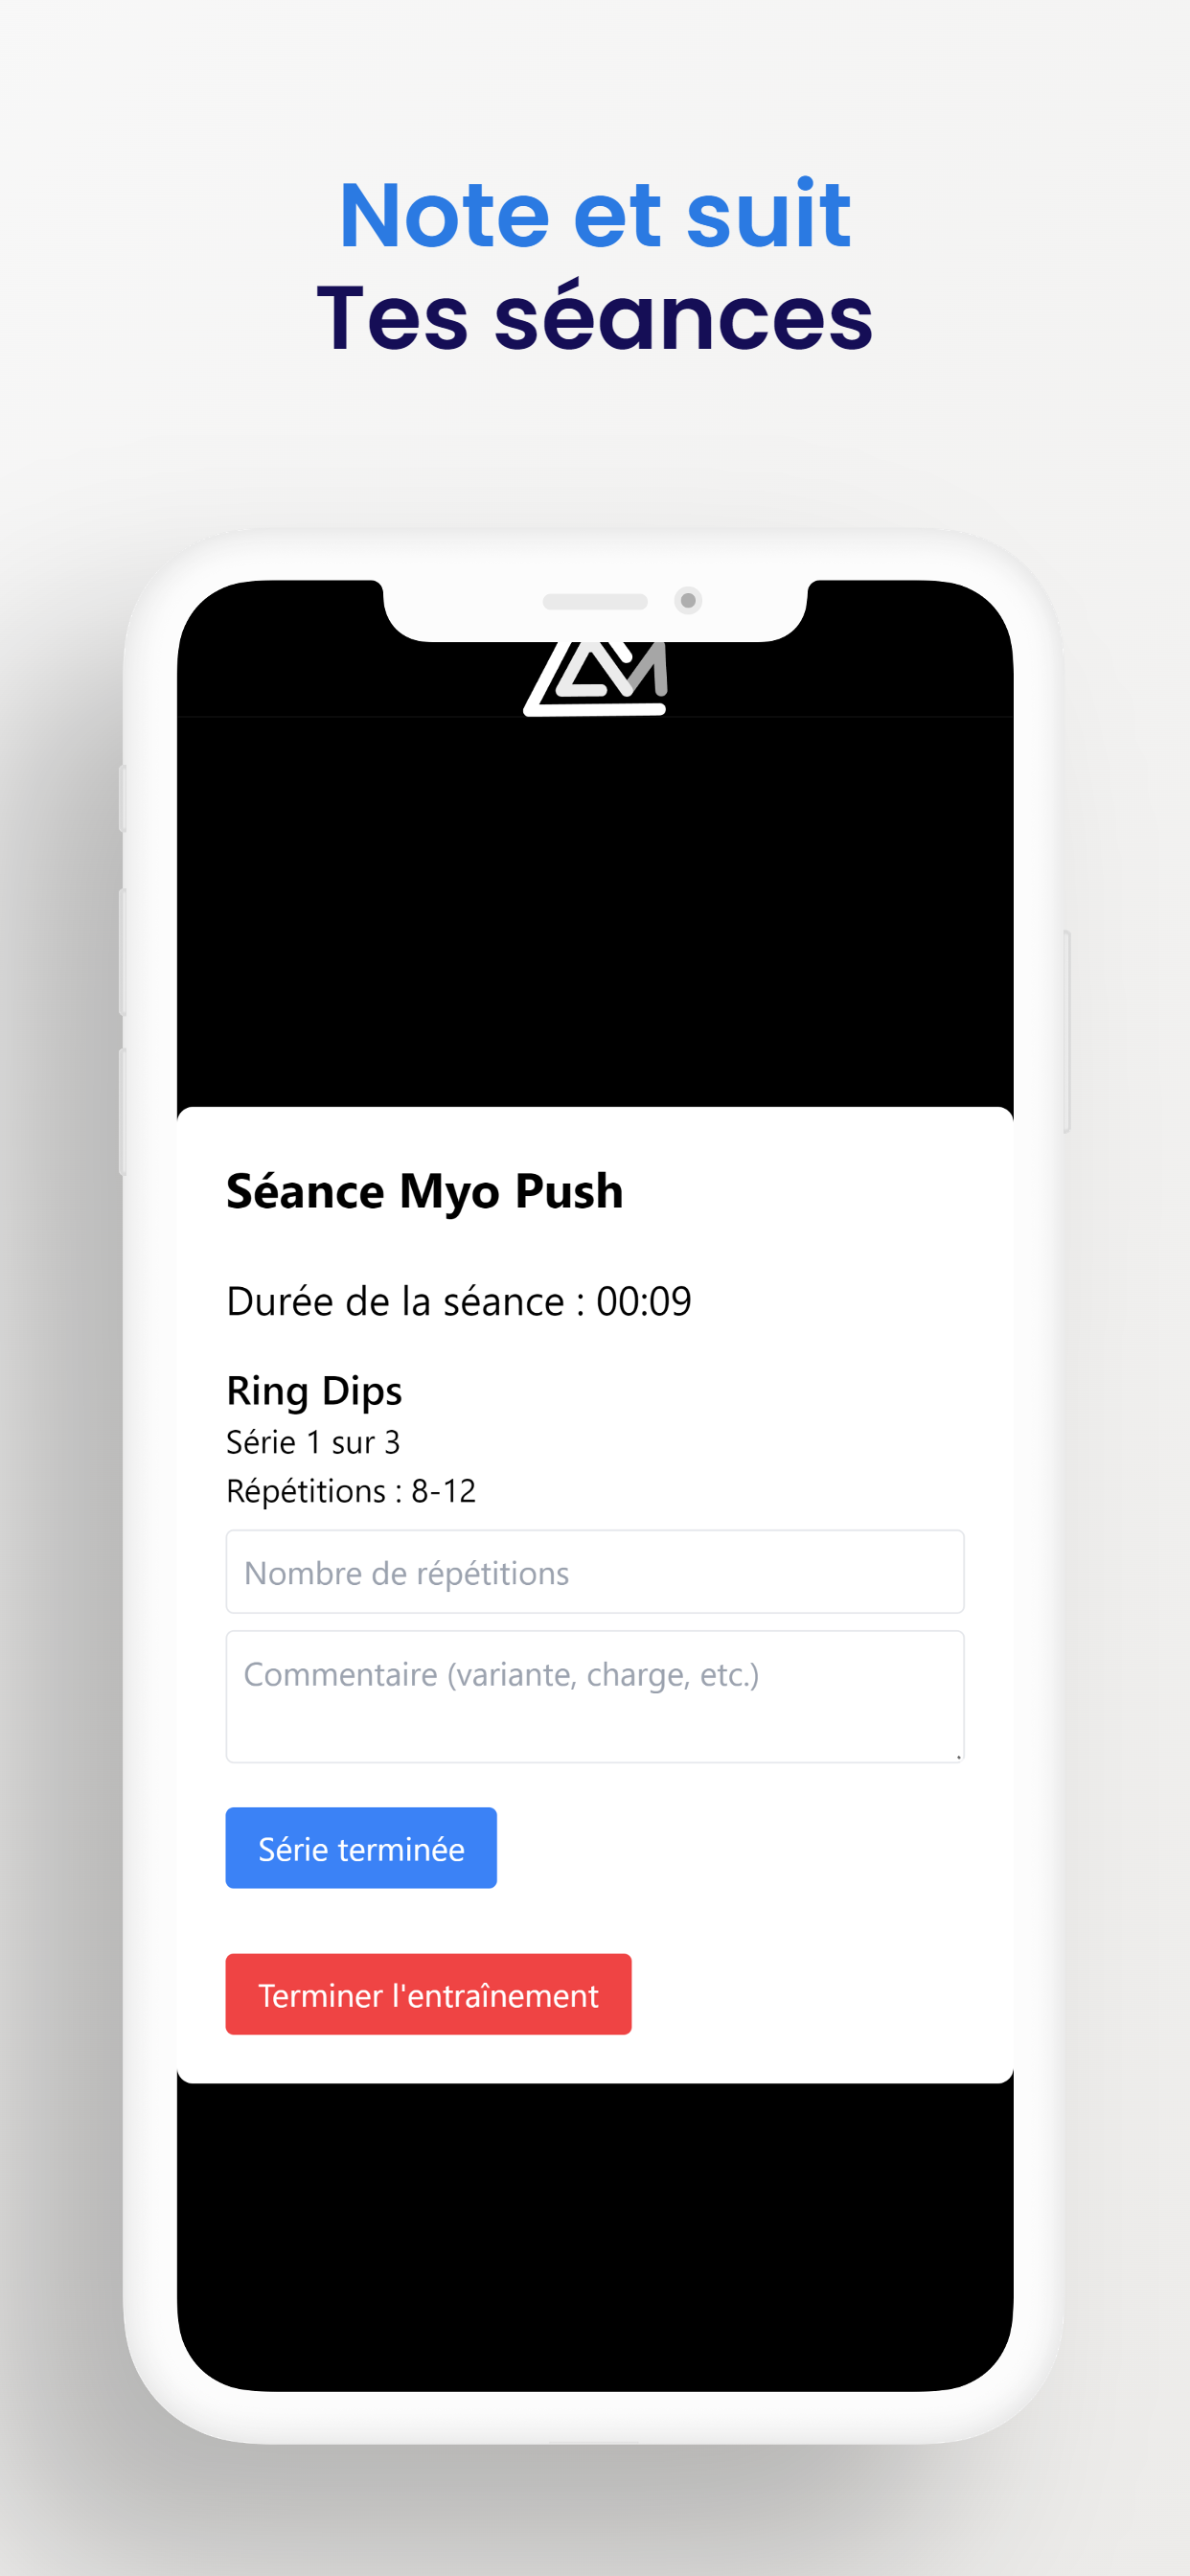 Note et suit
Tes séances
Séance Myo Push
Durée de la séance : 00:09
Ring Dips
Série 1 sur 3
Répétitions : 8-12
Nombre de répétitions
Commentaire (variante, charge, etc.)
Série terminée
Terminer l'entraînement